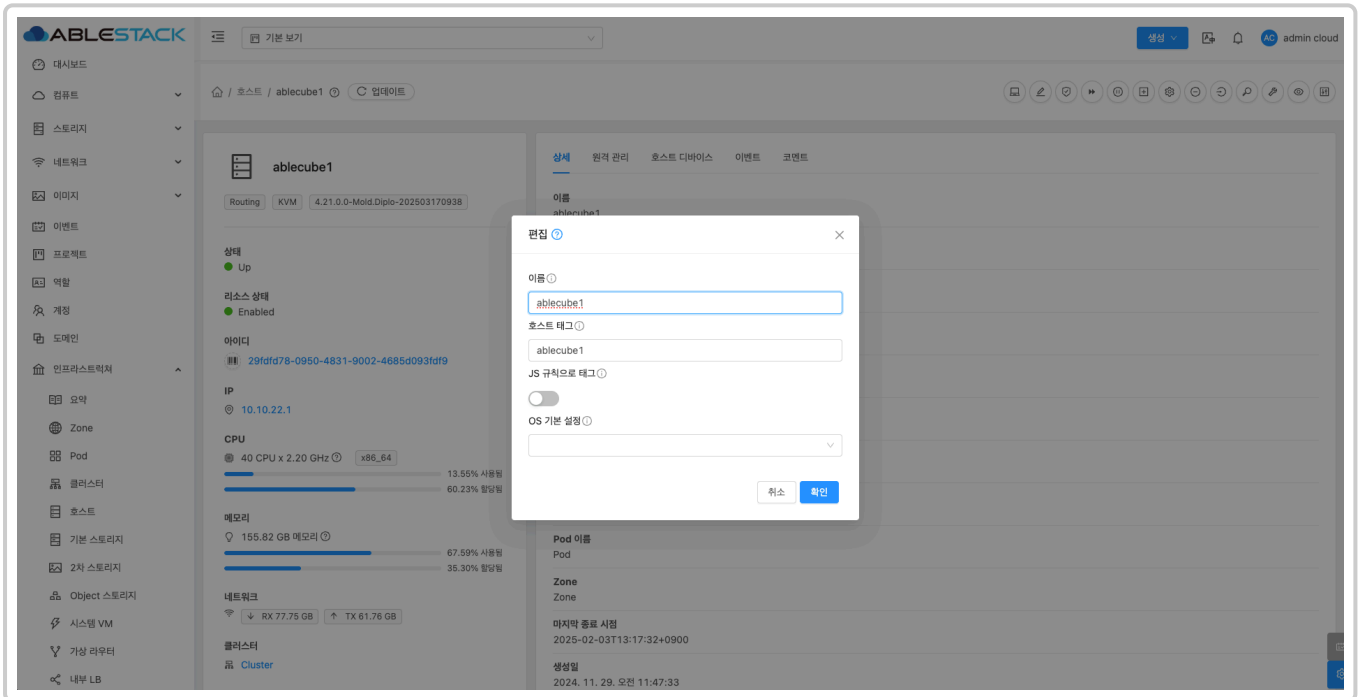 ABLESTACK
기본 보기
생성
AC
admin cloud
대시보드
컴퓨트
스토리지
네트워크
이미지
이벤트
프로젝트
역할
계정
도메인
인프라스트럭쳐
요약
Zone
Pod
클러스터
호스트
기본 스토리지
2차 스토리지
Object 스토리지
시스템 VM
가상 라우터
내부 LB
/ 호스트 / ablecube1
업데이트
ablecube1
Routing
KVM
4.21.0.0-Mold.Diplo-202503170938
상태
Up
리소스 상태
Enabled
아이디
29fdfd78-0950-4831-9002-4685d093fdf9
IP
10.10.22.1
CPU
40 CPU x 2.20 GHz
x86_64
13.55% 사용됨
60.23% 할당됨
메모리
155.82 GB 메모리
67.59% 사용됨
35.30% 할당됨
네트워크
RX 77.75 GB
TX 61.76 GB
클러스터
Cluster
상세
원격 관리
호스트 디바이스
이벤트
코멘트
이름
ablecube1
편집
이름
ablecube1
호스트 태그
ablecube1
JS 규칙으로 태그
OS 기본 설정
취소
확인
Pod 이름
Pod
Zone
Zone
마지막 종료 시점
2025-02-03T13:17:32+0900
생성일
2024. 11. 29. 오전 11:47:33